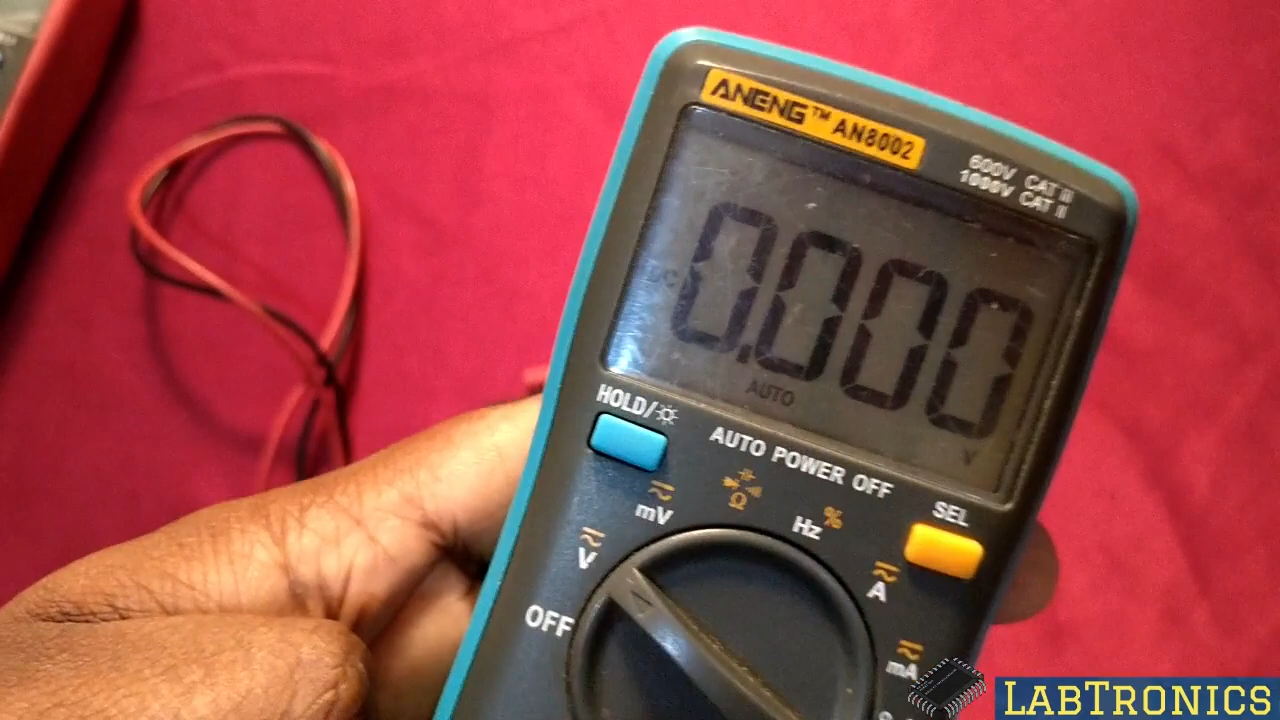 ANENG™ AN8002
600V CAT III
1000V CAT II
DC
0.000
AUTO
V
HOLD/
AUTO POWER OFF
SEL
mV
Ω
Hz %
V
A
OFF
mA
LABTRONICS